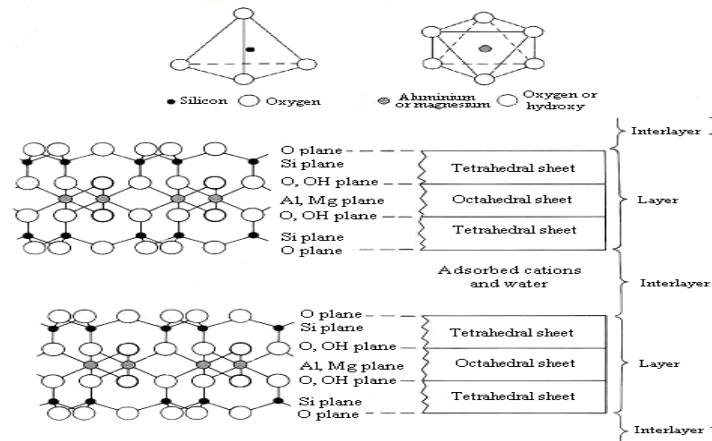 Silicon
Oxygen
Aluminium
or magnesium
Oxygen or
hydroxy
Interlayer
O plane
Si plane
Tetrahedral sheet
O, OH plane
Al, Mg plane
Octahedral sheet
Layer
O, OH plane
Tetrahedral sheet
Si plane
O plane
Adsorbed cations
and water
Interlayer
O plane
Si plane
Tetrahedral sheet
O, OH plane
Al, Mg plane
Octahedral sheet
Layer
O, OH plane
Tetrahedral sheet
Si plane
O plane
Interlayer